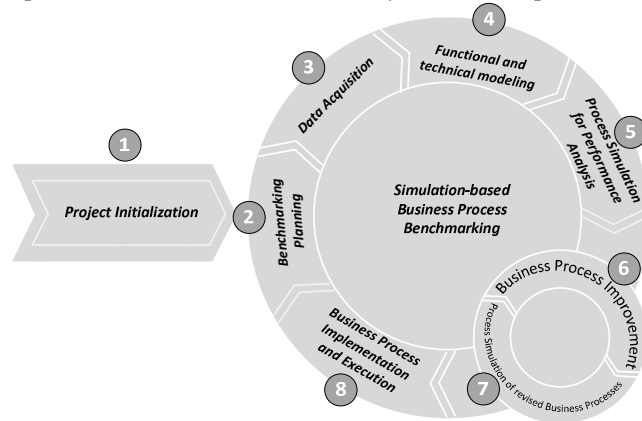 1
Project Initialization
2
Benchmarking
Planning
3
Data Acquisition
4
Functional and
technical modeling
5
Process Simulation
for Performance
Analysis
Simulation-based
Business Process
Benchmarking
6
Business Process Improvement
7
Process Simulation of revised Business Processes
8
Business Process
Implementation
and Execution